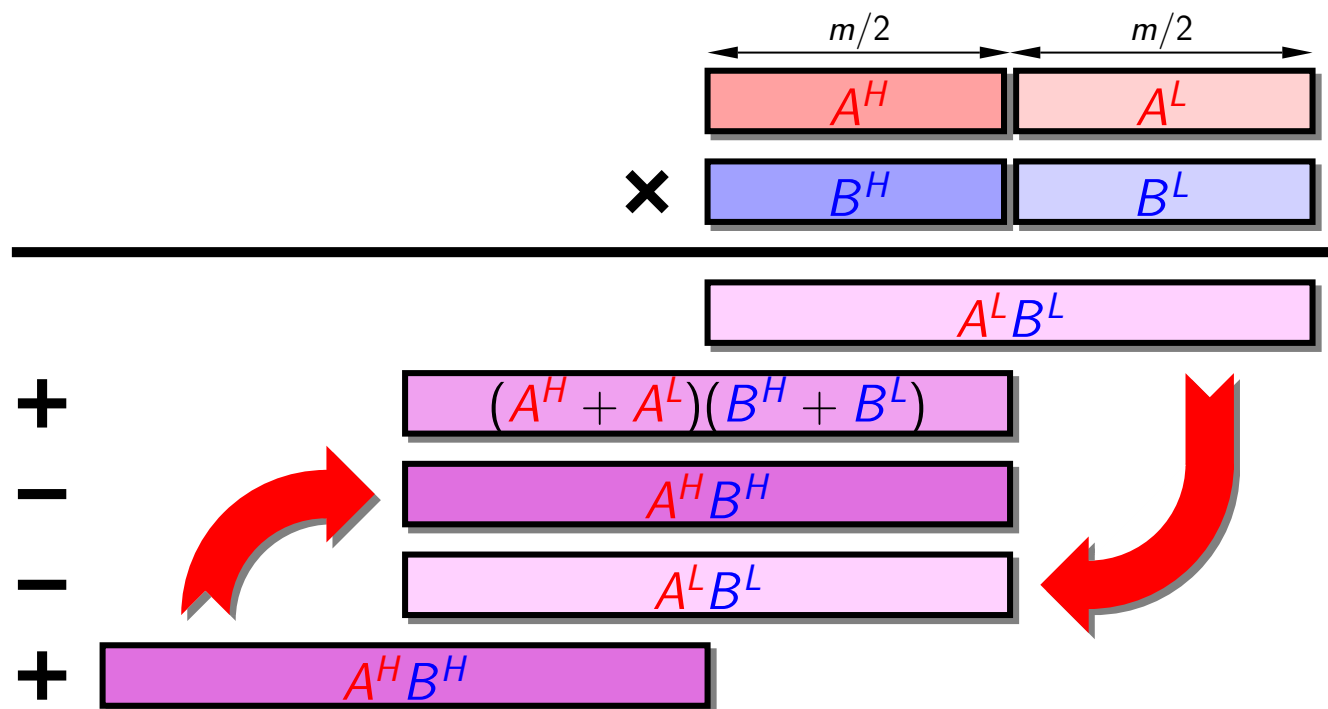 m/2 m/2
A^H A^L
× B^H B^L
A^L B^L
+ (A^H + A^L)(B^H + B^L)
− A^H B^H
− A^L B^L
+ A^H B^H